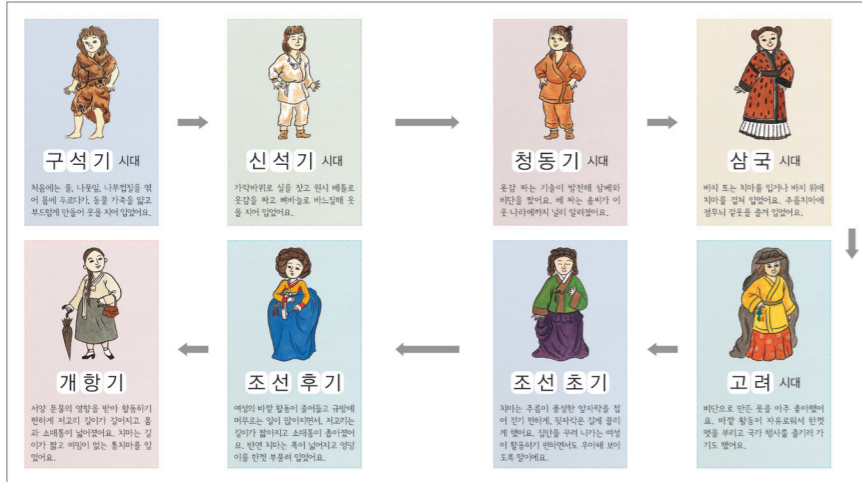 구석기 시대
처음에는 풀, 나뭇잎, 나무껍질을 엮
어 몸에 두르다가, 동물 가죽을 얇고
부드럽게 만들어 옷을 지어 입었어요.
신석기 시대
가락바퀴로 실을 잣고 원시 베틀로
옷감을 짜고 뼈바늘로 바느질해 옷
을 지어 입었어요.
청동기 시대
옷감 짜는 기술이 발전해 삼베와
비단을 짰어요. 베 짜는 솜씨가 이
웃 나라에까지 널리 알려졌어요.
삼국 시대
바지 또는 치마를 입거나 바지 위에
치마를 겹쳐 입었어요. 주름치마에
점무늬 겉옷을 즐겨 입었어요.
고려 시대
비단으로 만든 옷을 아주 좋아했어
요. 바깥 활동이 자유로워서 한껏
멋을 부리고 국가 행사를 즐기러 가
기도 했어요.
조선 초기
치마는 주름이 풍성한 앞자락을 접
어 걷기 편하게, 뒷자락은 길게 끌리
게 했어요. 집안을 꾸려 나가는 여성
이 활동하기 편하면서도 우아해 보이
도록 말이에요.
조선 후기
여성의 바깥 활동이 줄어들고 규방에
머무르는 일이 많아지면서, 저고리는
길이가 짧아지고 소매통이 좁아졌어
요. 반면 치마는 폭이 넓어지고 엉덩
이를 한껏 부풀려 입었어요.
개항기
서양 문물의 영향을 받아 활동하기
편하게 저고리 길이가 길어지고 품
과 소매통이 넓어졌어요. 치마는 길
이가 짧고 여밈이 없는 통치마를 입
었어요.